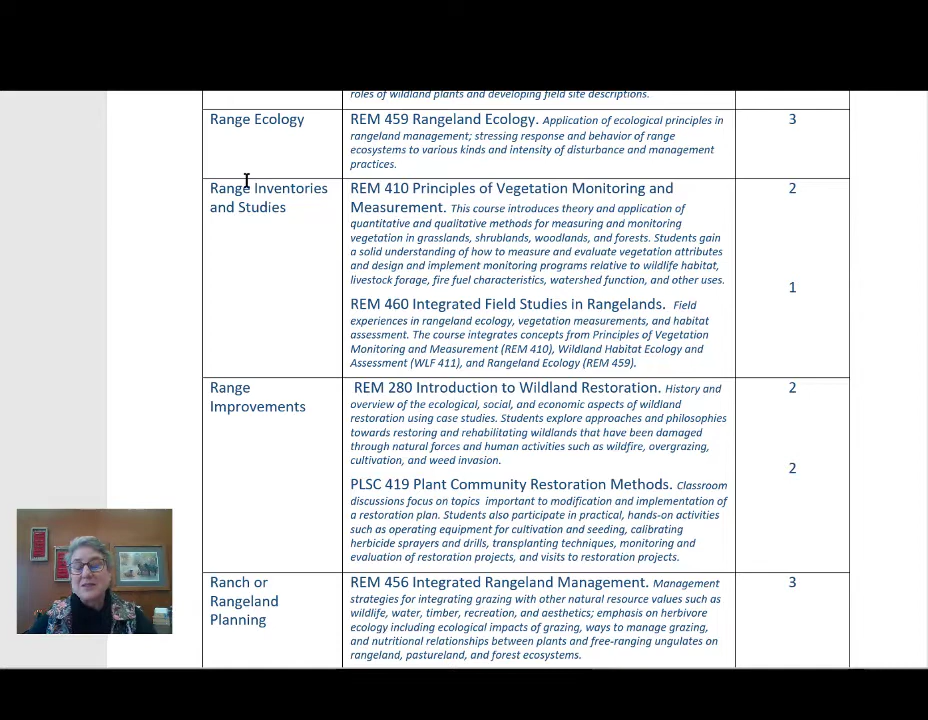 roles of wildland plants and developing field site descriptions.
Range Ecology
REM 459 Rangeland Ecology. Application of ecological principles in
rangeland management; stressing response and behavior of range
ecosystems to various kinds and intensity of disturbance and management
practices.
3
Range Inventories
and Studies
REM 410 Principles of Vegetation Monitoring and
Measurement. This course introduces theory and application of
quantitative and qualitative methods for measuring and monitoring
vegetation in grasslands, shrublands, woodlands, and forests. Students gain
a solid understanding of how to measure and evaluate vegetation attributes
and design and implement monitoring programs relative to wildlife habitat,
livestock forage, fire fuel characteristics, watershed function, and other uses.
2
REM 460 Integrated Field Studies in Rangelands. Field
experiences in rangeland ecology, vegetation measurements, and habitat
assessment. The course integrates concepts from Principles of Vegetation
Monitoring and Measurement (REM 410), Wildland Habitat Ecology and
Assessment (WLF 411), and Rangeland Ecology (REM 459).
1
Range
Improvements
REM 280 Introduction to Wildland Restoration. History and
overview of the ecological, social, and economic aspects of wildland
restoration using case studies. Students explore approaches and philosophies
towards restoring and rehabilitating wildlands that have been damaged
through natural forces and human activities such as wildfire, overgrazing,
cultivation, and weed invasion.
2
PLSC 419 Plant Community Restoration Methods. Classroom
discussions focus on topics important to modification and implementation of
a restoration plan. Students also participate in practical, hands-on activities
such as operating equipment for cultivation and seeding, calibrating
herbicide sprayers and drills, transplanting techniques, monitoring and
evaluation of restoration projects, and visits to restoration projects.
2
Ranch or
Rangeland
Planning
REM 456 Integrated Rangeland Management. Management
strategies for integrating grazing with other natural resource values such as
wildlife, water, timber, recreation, and aesthetics; emphasis on herbivore
ecology including ecological impacts of grazing, ways to manage grazing,
and nutritional relationships between plants and free-ranging ungulates on
rangeland, pastureland, and forest ecosystems.
3